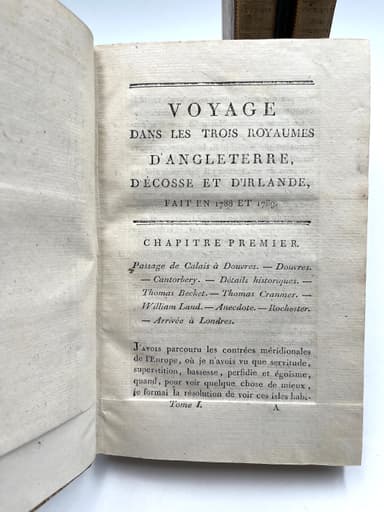 VOYAGE
DANS LES TROIS ROYAUMES
D'ANGLETERRE,
D'ÉCOSSE ET D'IRLANDE,
FAIT EN 1788 ET 1789.
CHAPITRE PREMIER.
Passage de Calais à Douvres. — Douvres.
— Cantorbery. — Détails historiques. —
Thomas Becket. — Thomas Cranmer. —
William Laud. — Anecdote. — Rochester.
— Arrivée à Londres.
J'avois parcouru les contrées méridionales
de l'Europe, où je n'avois vu que servitude,
superstition, bassesse, perfidie et égoïsme,
quand, pour voir quelque chose de mieux,
je formai la résolution de voir ces isles hab-
Tome I. A